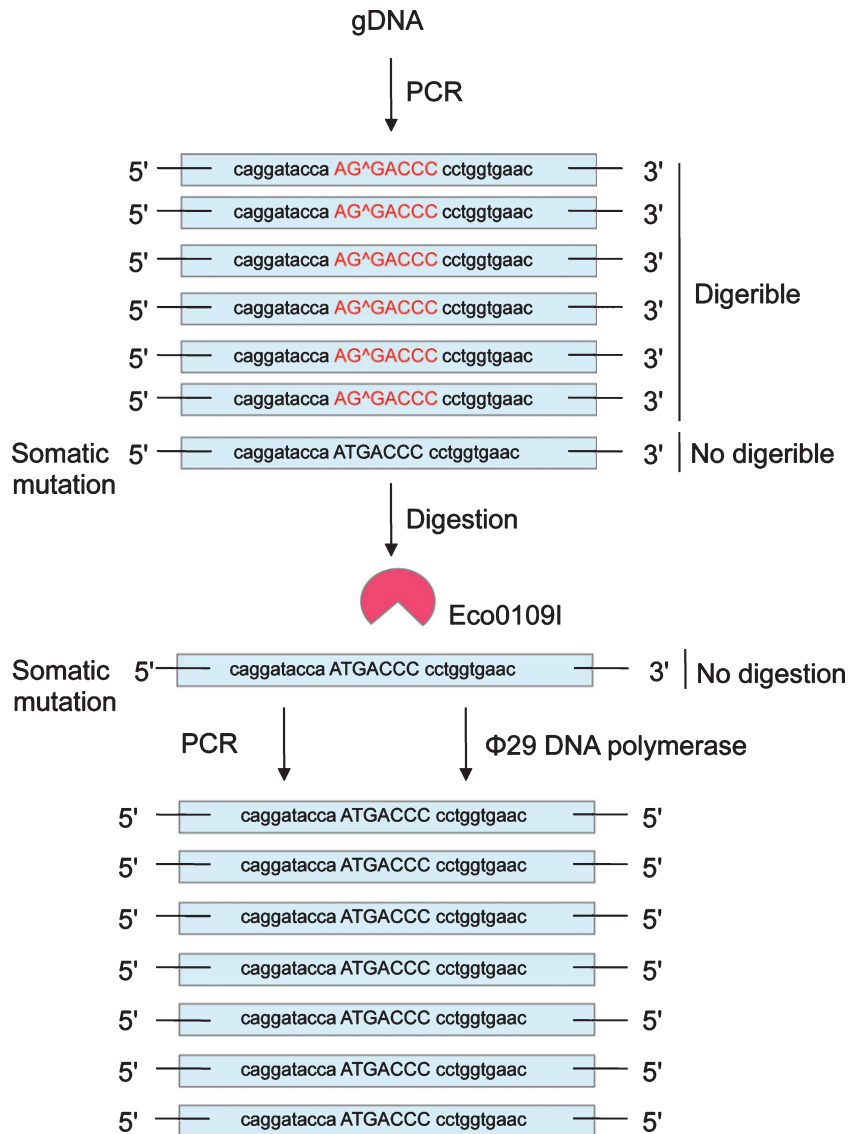 gDNA
PCR
5' caggatacca AG^GACCC cctggtgaac 3'
5' caggatacca AG^GACCC cctggtgaac 3'
5' caggatacca AG^GACCC cctggtgaac 3'
Digerible
5' caggatacca AG^GACCC cctggtgaac 3'
5' caggatacca AG^GACCC cctggtgaac 3'
5' caggatacca AG^GACCC cctggtgaac 3'
Somatic mutation 5' caggatacca ATGACCC cctggtgaac 3' No digerible
Digestion
Eco0109I
Somatic mutation 5' caggatacca ATGACCC cctggtgaac 3' No digestion
PCR Φ29 DNA polymerase
5' caggatacca ATGACCC cctggtgaac 5'
5' caggatacca ATGACCC cctggtgaac 5'
5' caggatacca ATGACCC cctggtgaac 5'
5' caggatacca ATGACCC cctggtgaac 5'
5' caggatacca ATGACCC cctggtgaac 5'
5' caggatacca ATGACCC cctggtgaac 5'
5' caggatacca ATGACCC cctggtgaac 5'